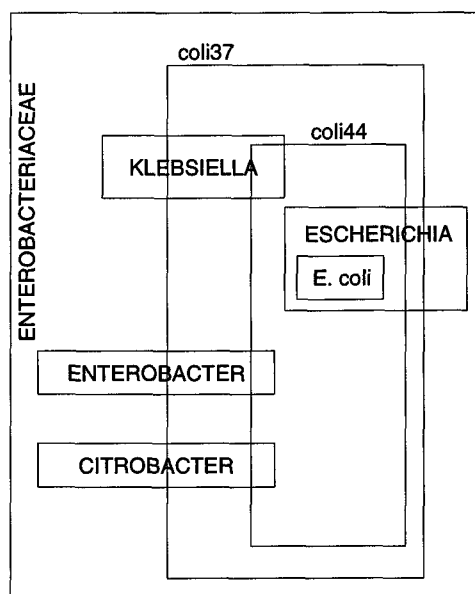 ENTEROBACTERIACEAE
coli37
coli44
KLEBSIELLA
ESCHERICHIA
E. coli
ENTEROBACTER
CITROBACTER